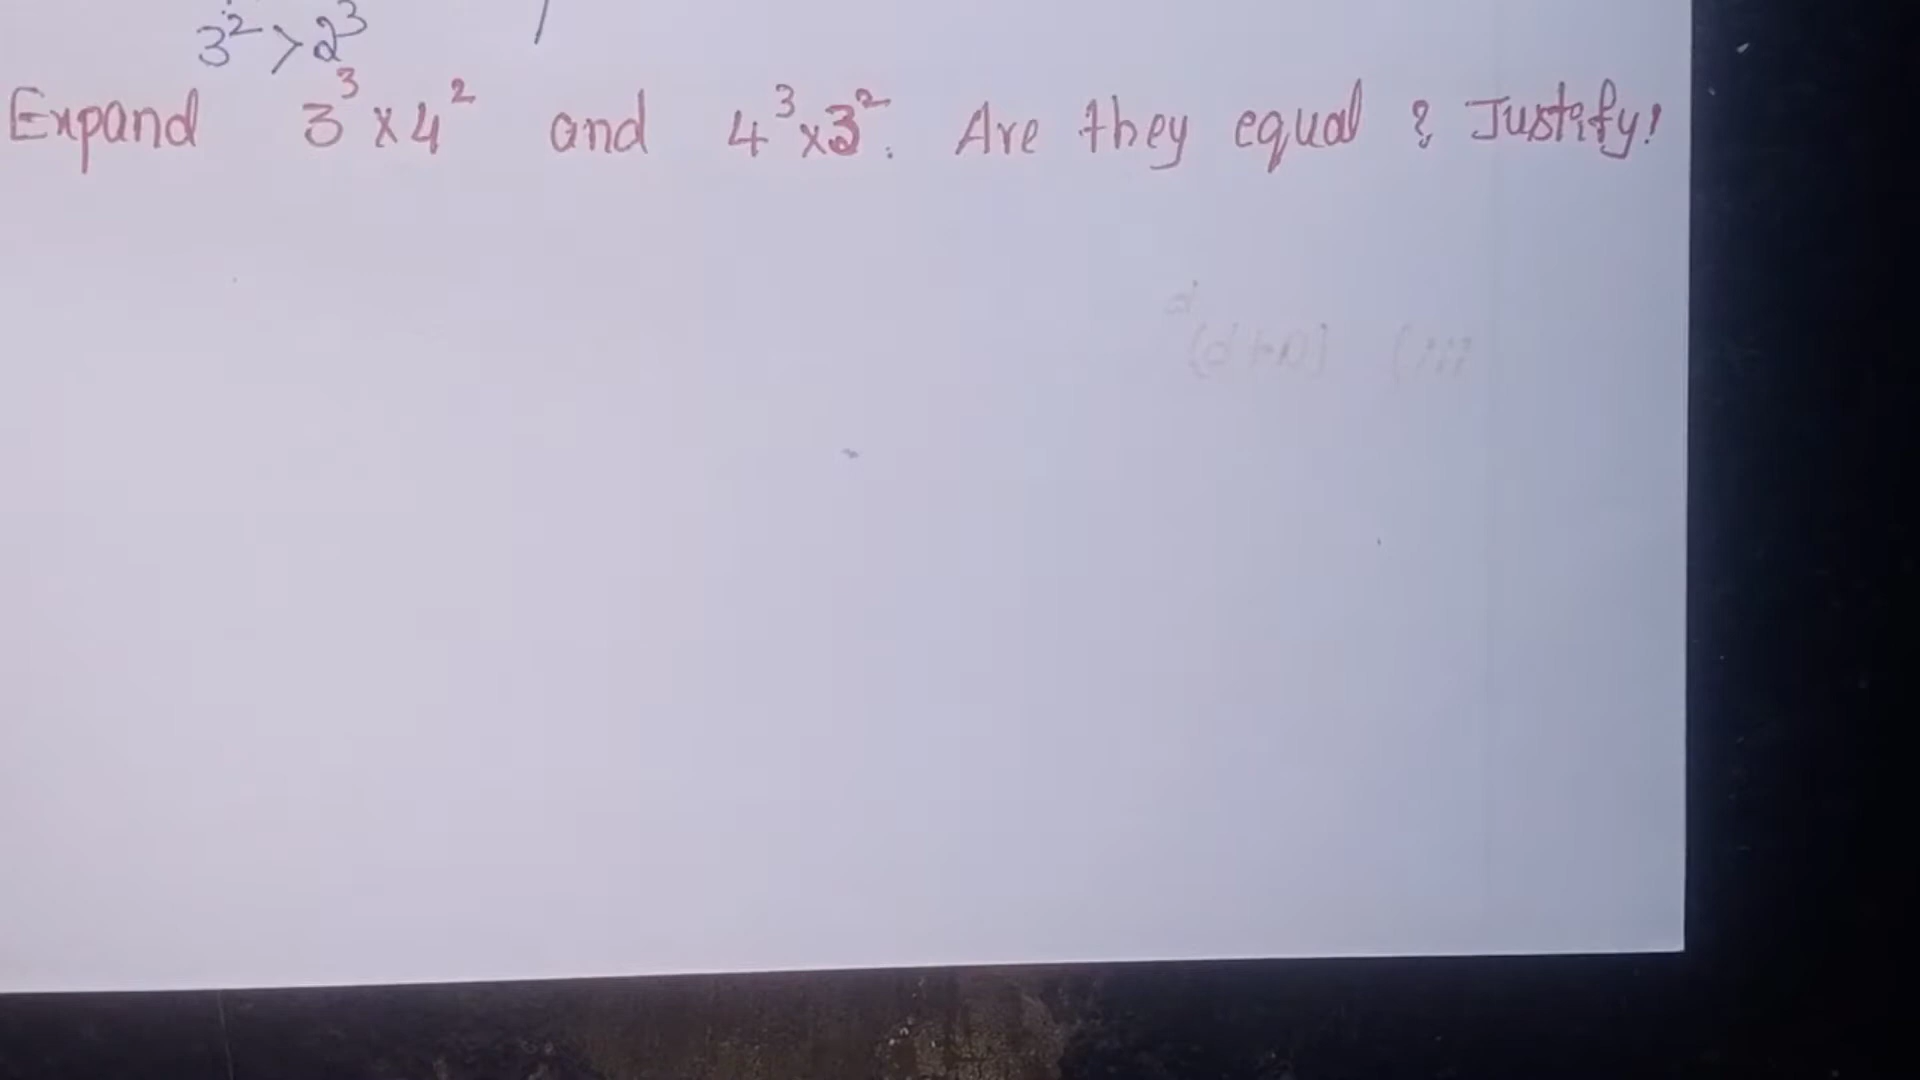 3² > 2³
Expand 3³ × 4² and 4³ × 3². Are they equal ? Justify!